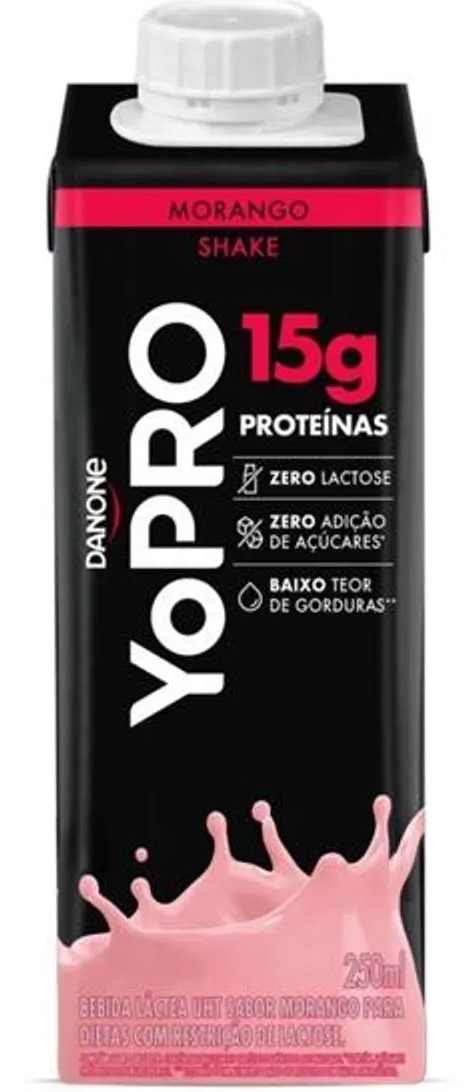 MORANGO
SHAKE
DANONE
YoPRO
15g
PROTEÍNAS
ZERO LACTOSE
ZERO ADIÇÃO
DE AÇÚCARES*
BAIXO TEOR
DE GORDURAS**
250ml
BEBIDA LÁCTEA UHT SABOR MORANGO PARA
DIETAS COM RESTRIÇÃO DE LACTOSE.